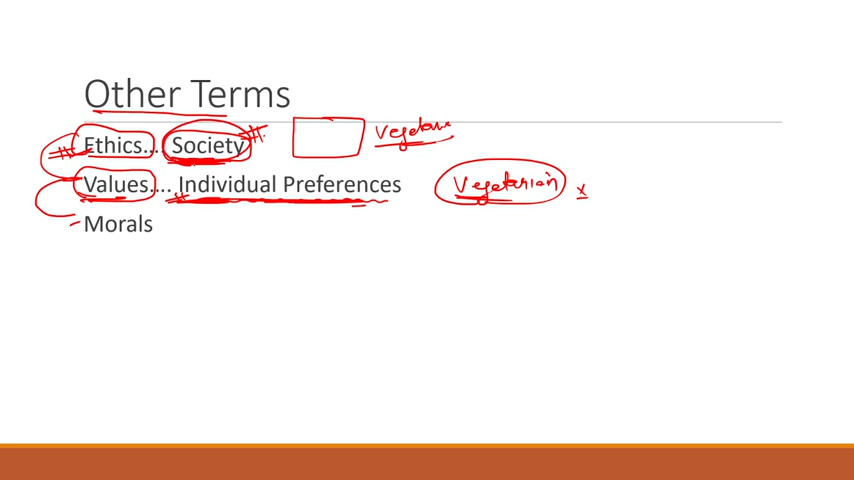 Other Terms
Ethics.... Society
Values.... Individual Preferences Vegetarian x
Morals